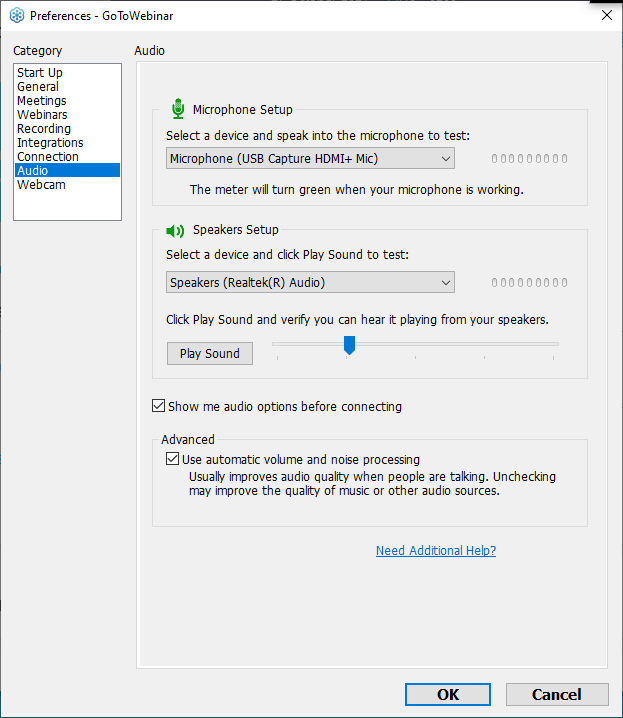 Preferences - GoToWebinar
Category
Start Up
General
Meetings
Webinars
Recording
Integrations
Connection
Audio
Webcam
Audio
Microphone Setup
Select a device and speak into the microphone to test:
Microphone (USB Capture HDMI+ Mic)
The meter will turn green when your microphone is working.
Speakers Setup
Select a device and click Play Sound to test:
Speakers (Realtek(R) Audio)
Click Play Sound and verify you can hear it playing from your speakers.
Play Sound
Show me audio options before connecting
Advanced
Use automatic volume and noise processing
Usually improves audio quality when people are talking. Unchecking
may improve the quality of music or other audio sources.
Need Additional Help?
OK
Cancel